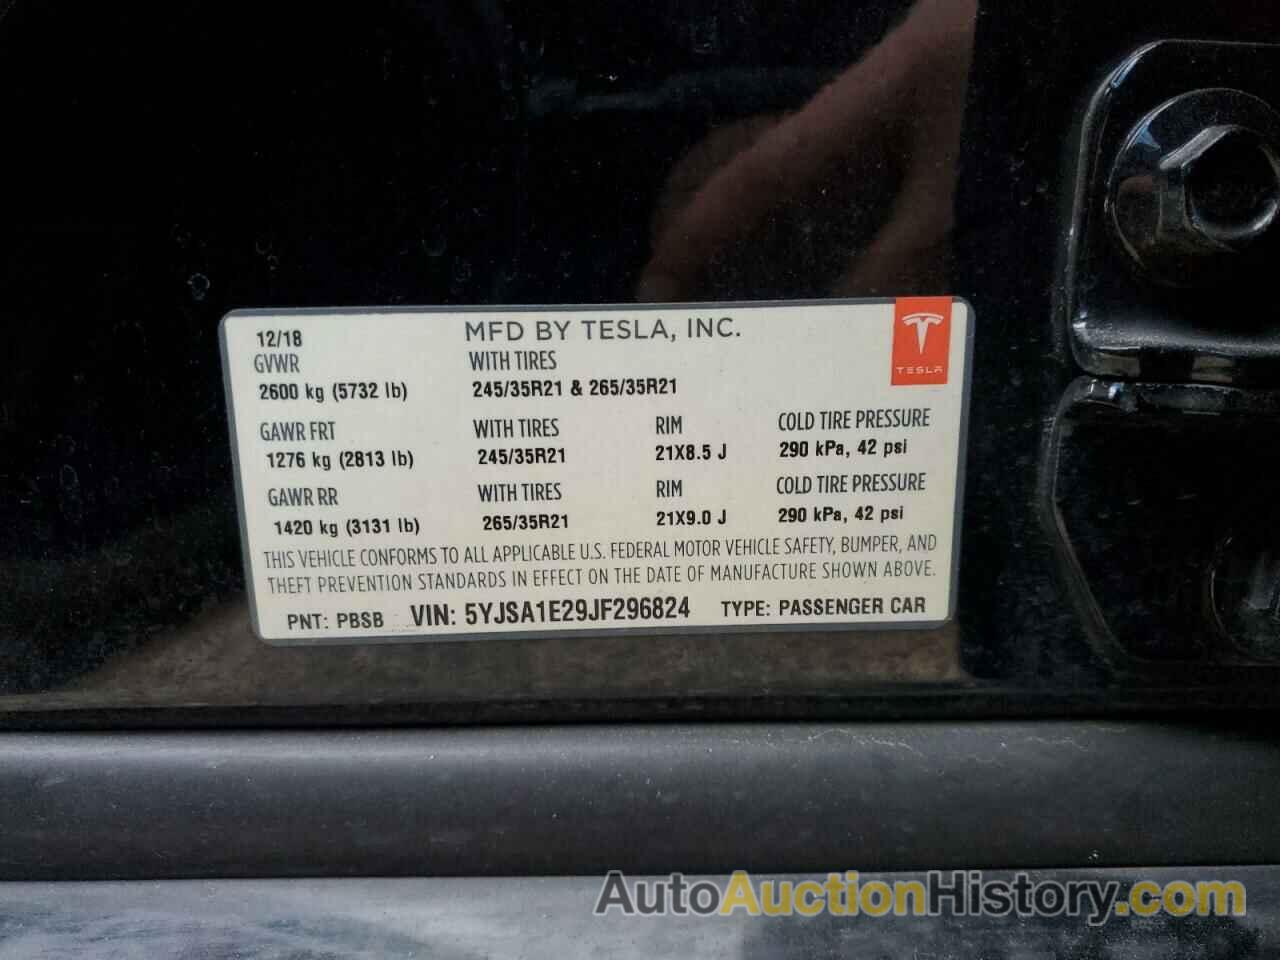 12/18 MFD BY TESLA, INC.
TESLA
GVWR WITH TIRES
2600 kg (5732 lb) 245/35R21 & 265/35R21
GAWR FRT WITH TIRES RIM COLD TIRE PRESSURE
1276 kg (2813 lb) 245/35R21 21X8.5 J 290 kPa, 42 psi
GAWR RR WITH TIRES RIM COLD TIRE PRESSURE
1420 kg (3131 lb) 265/35R21 21X9.0 J 290 kPa, 42 psi
THIS VEHICLE CONFORMS TO ALL APPLICABLE U.S. FEDERAL MOTOR VEHICLE SAFETY, BUMPER, AND
THEFT PREVENTION STANDARDS IN EFFECT ON THE DATE OF MANUFACTURE SHOWN ABOVE.
PNT: PBSB VIN: 5YJSA1E29JF296824 TYPE: PASSENGER CAR
AutoAuctionHistory.com